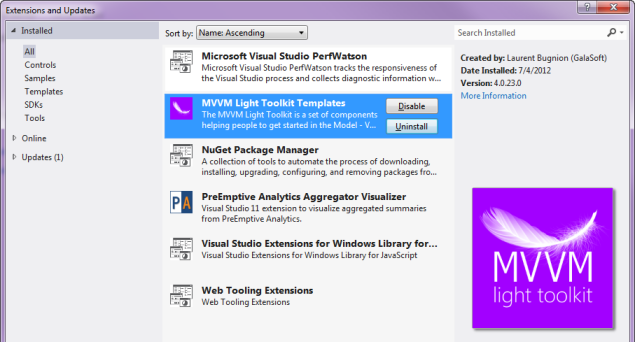 Extensions and Updates
Installed
All
Controls
Samples
Templates
SDKs
Tools
Online
Updates (1)
Sort by: Name: Ascending
Microsoft Visual Studio PerfWatson
Microsoft Visual Studio PerfWatson tracks the responsiveness of
the Visual Studio process and collects diagnostic information w...
MVVM Light Toolkit Templates
The MVVM Light Toolkit is a set of components
helping people to get started in the Model - V...
Disable
Uninstall
NuGet Package Manager
A collection of tools to automate the process of downloading,
installing, upgrading, configuring, and removing packages fro...
PA
PreEmptive Analytics Aggregator Visualizer
Visual Studio 11 extension to visualize aggregated summaries
from PreEmptive Analytics.
Visual Studio Extensions for Windows Library for...
Visual Studio Extensions for Windows Library for JavaScript
Web Tooling Extensions
Web Tooling Extensions
Search Installed
Created by: Laurent Bugnion (GalaSoft)
Date Installed: 7/4/2012
Version: 4.0.23.0
More Information
MVVM
light toolkit